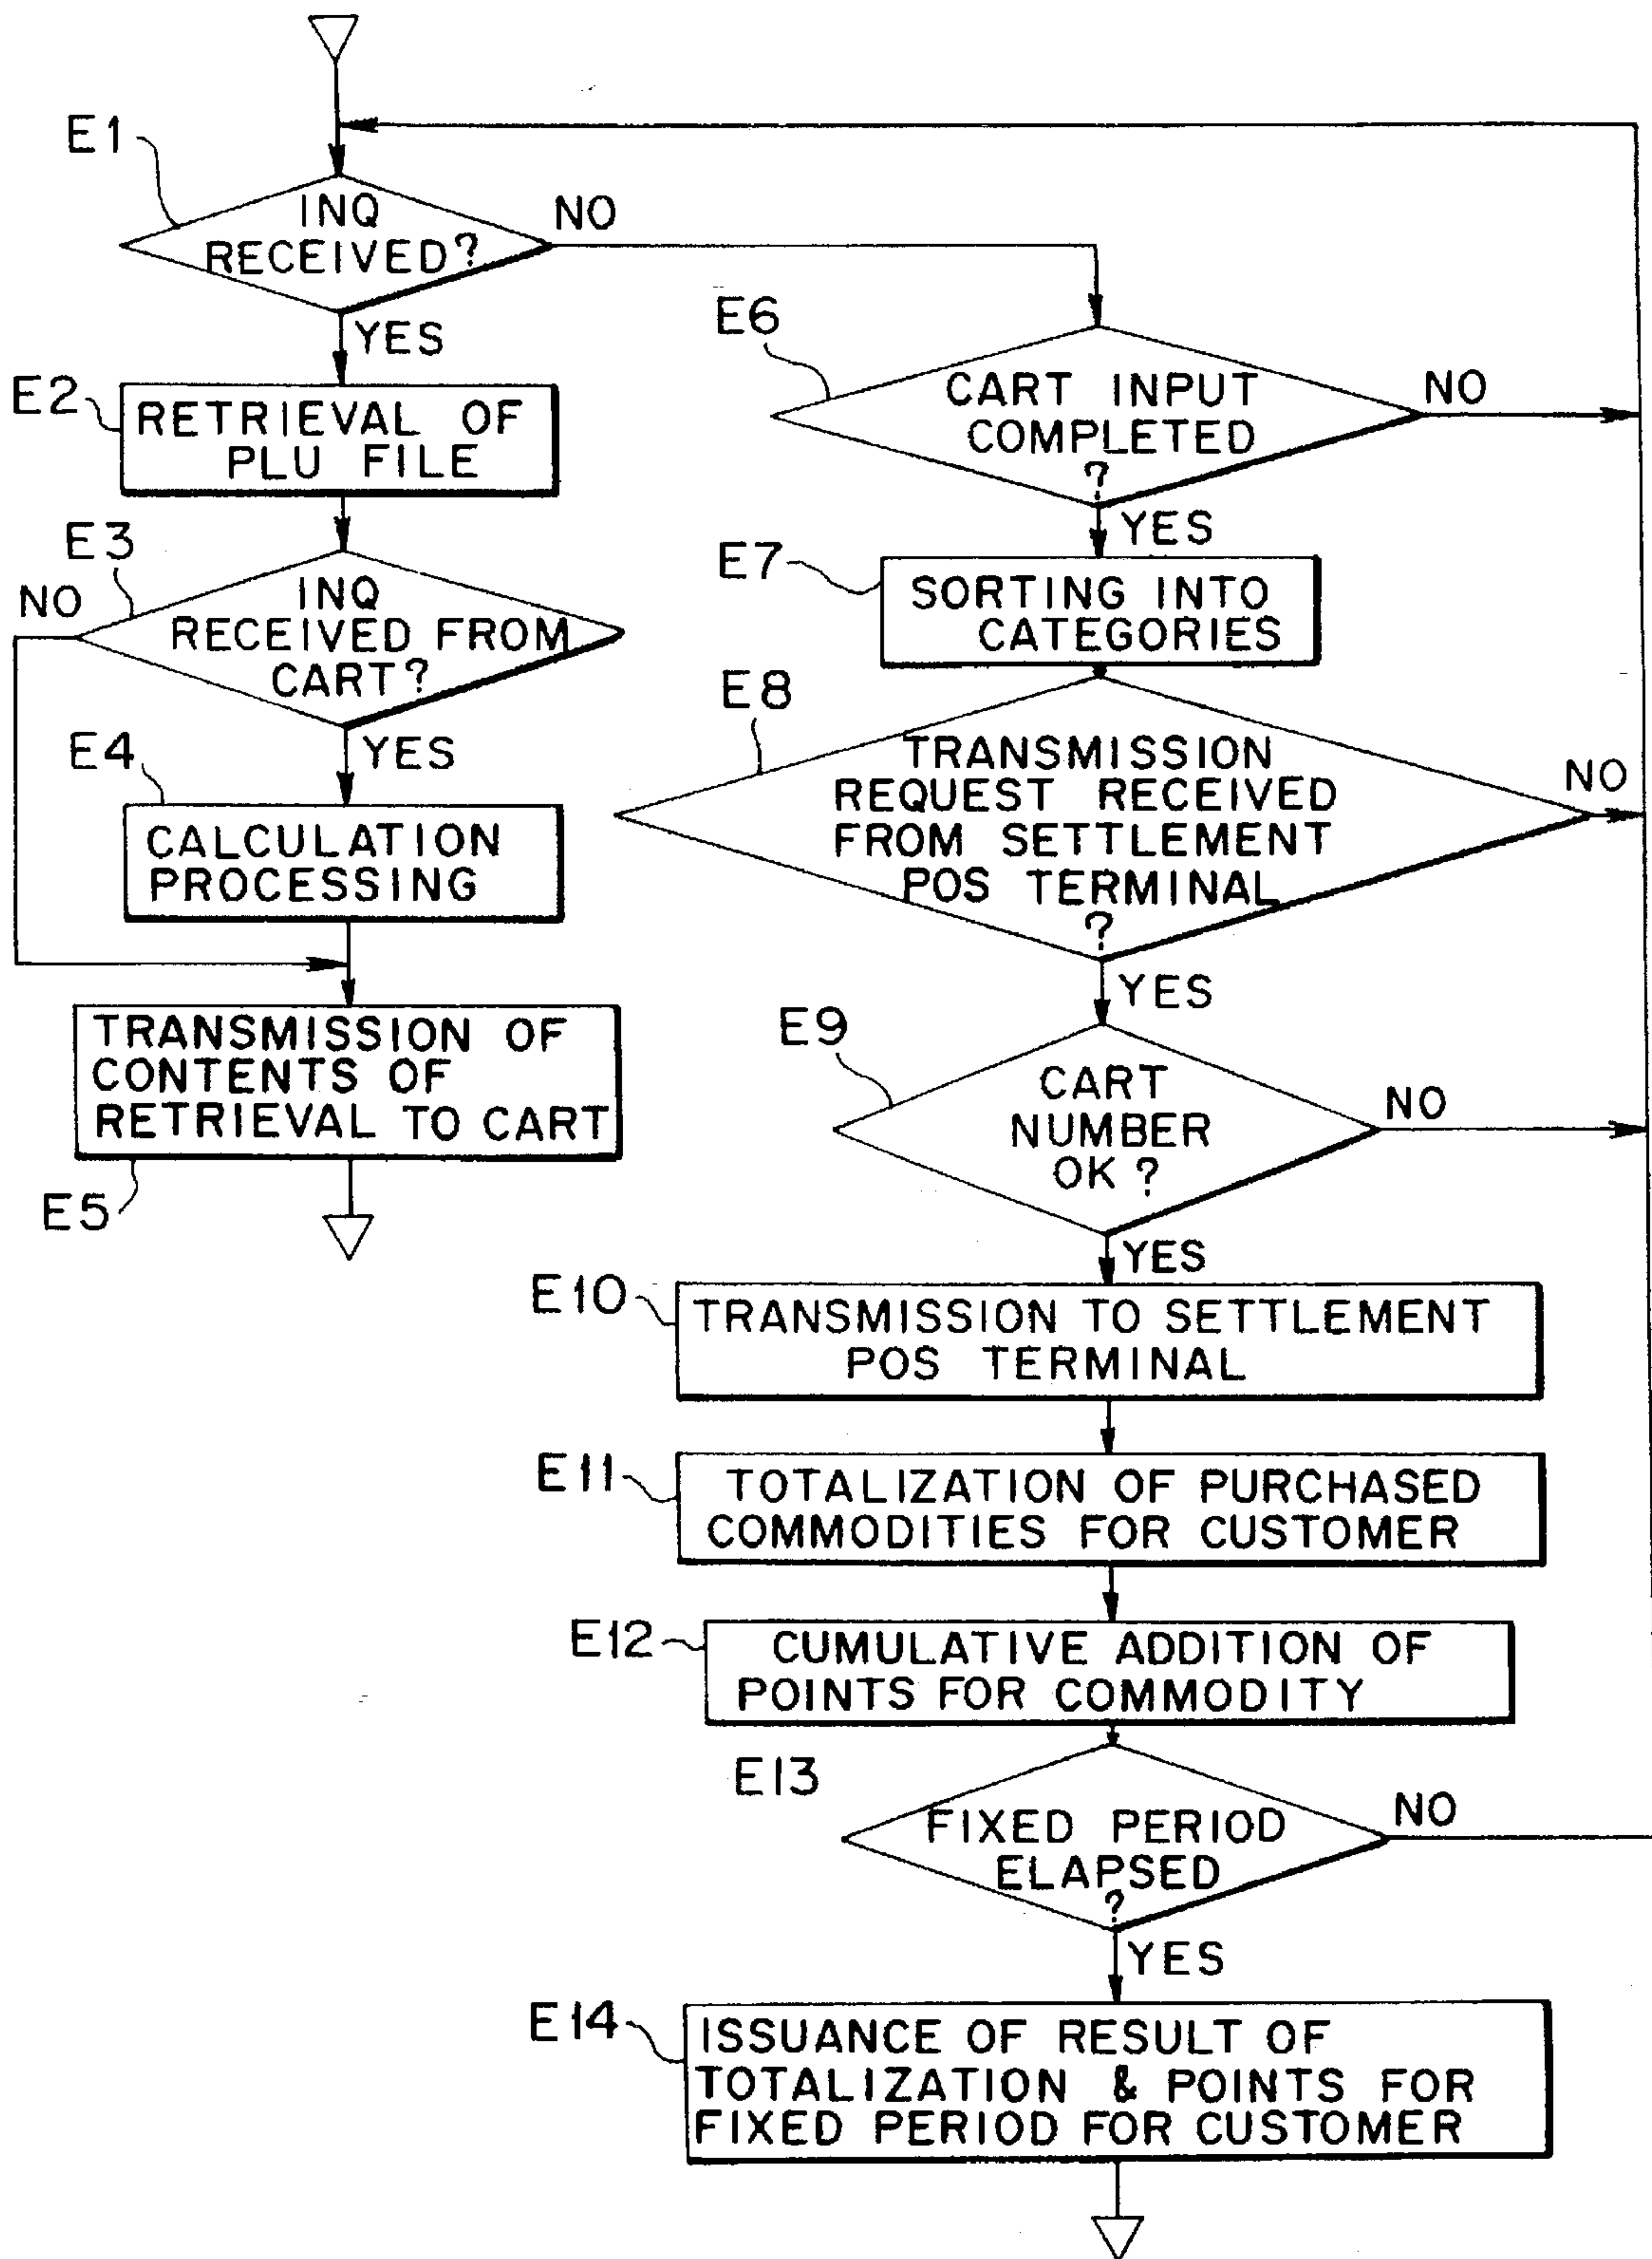 E1
INQ
RECEIVED?
NO
YES
E2
RETRIEVAL OF
PLU FILE
E3
NO
INQ
RECEIVED FROM
CART?
YES
E4
CALCULATION
PROCESSING
TRANSMISSION OF
CONTENTS OF
RETRIEVAL TO CART
E5
E6
CART INPUT
COMPLETED
?
NO
YES
E7
SORTING INTO
CATEGORIES
E8
TRANSMISSION
REQUEST RECEIVED
FROM SETTLEMENT
POS TERMINAL
?
NO
YES
E9
CART
NUMBER
OK?
NO
YES
E10
TRANSMISSION TO SETTLEMENT
POS TERMINAL
E11
TOTALIZATION OF PURCHASED
COMMODITIES FOR CUSTOMER
E12
CUMULATIVE ADDITION OF
POINTS FOR COMMODITY
E13
FIXED PERIOD
ELAPSED
?
NO
YES
E14
ISSUANCE OF RESULT OF
TOTALIZATION & POINTS FOR
FIXED PERIOD FOR CUSTOMER